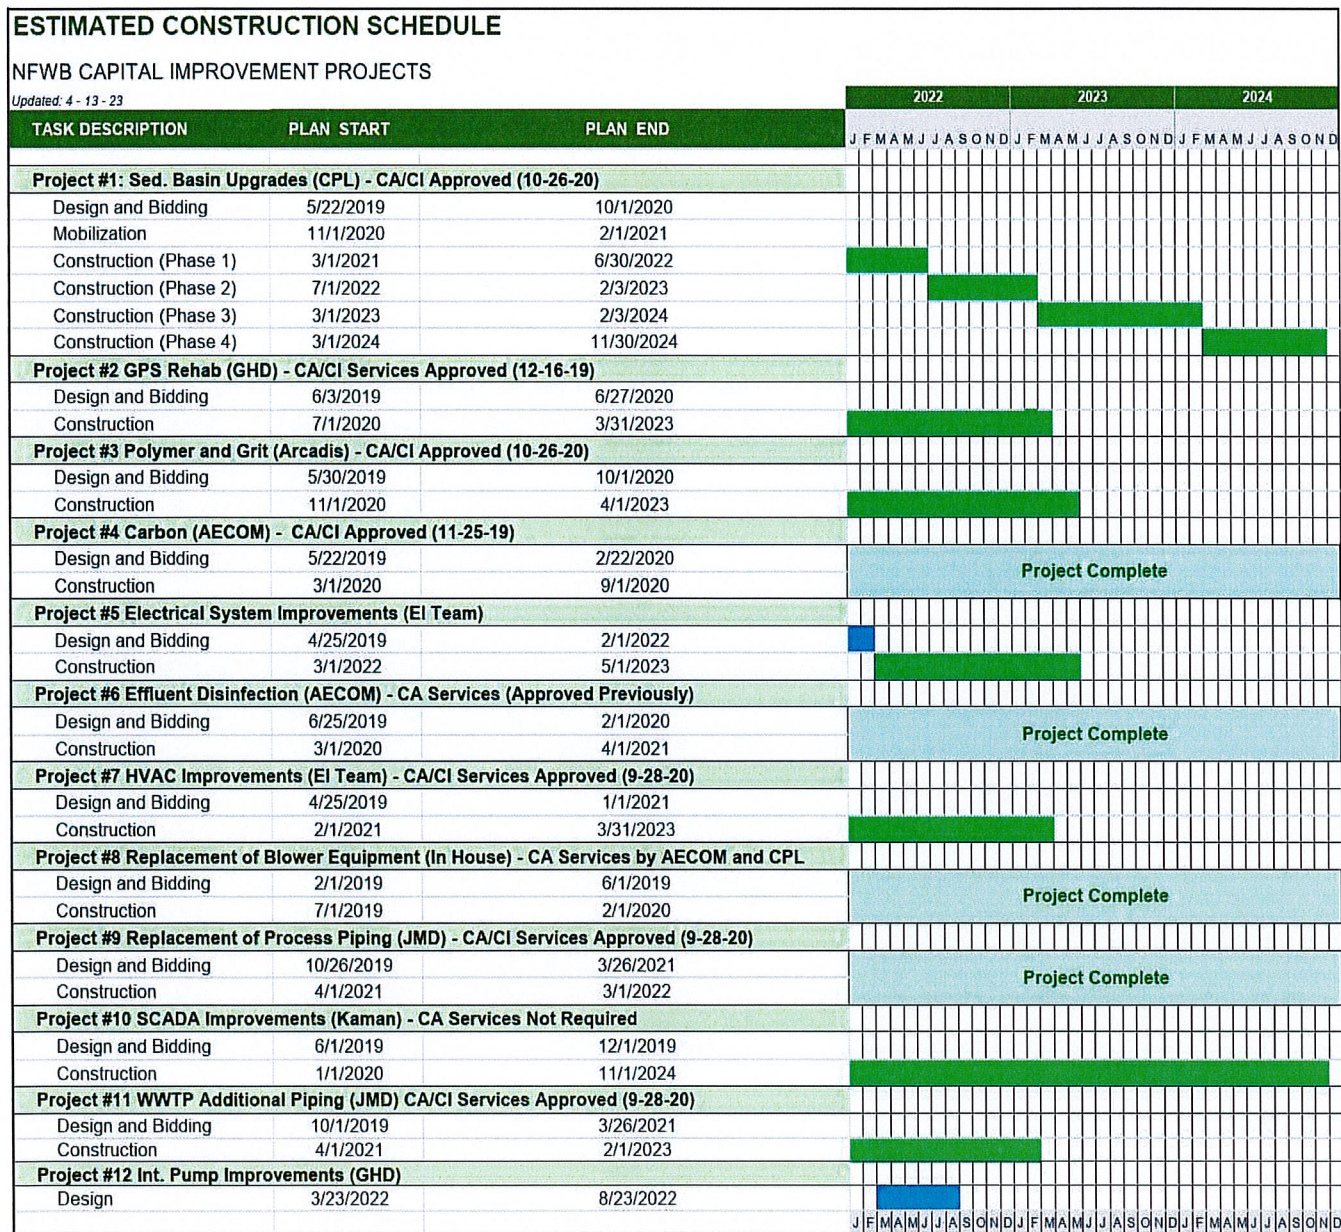 ESTIMATED CONSTRUCTION SCHEDULE
NFWB CAPITAL IMPROVEMENT PROJECTS
Updated: 4 - 13 - 23
2022 2023 2024
TASK DESCRIPTION PLAN START PLAN END
J F M A M J J A S O N D J F M A M J J A S O N D J F M A M J J A S O N D
Project #1: Sed. Basin Upgrades (CPL) - CA/CI Approved (10-26-20)
Design and Bidding 5/22/2019 10/1/2020
Mobilization 11/1/2020 2/1/2021
Construction (Phase 1) 3/1/2021 6/30/2022
Construction (Phase 2) 7/1/2022 2/3/2023
Construction (Phase 3) 3/1/2023 2/3/2024
Construction (Phase 4) 3/1/2024 11/30/2024
Project #2 GPS Rehab (GHD) - CA/CI Services Approved (12-16-19)
Design and Bidding 6/3/2019 6/27/2020
Construction 7/1/2020 3/31/2023
Project #3 Polymer and Grit (Arcadis) - CA/CI Approved (10-26-20)
Design and Bidding 5/30/2019 10/1/2020
Construction 11/1/2020 4/1/2023
Project #4 Carbon (AECOM) - CA/CI Approved (11-25-19)
Design and Bidding 5/22/2019 2/22/2020
Project Complete
Construction 3/1/2020 9/1/2020
Project #5 Electrical System Improvements (EI Team)
Design and Bidding 4/25/2019 2/1/2022
Construction 3/1/2022 5/1/2023
Project #6 Effluent Disinfection (AECOM) - CA Services (Approved Previously)
Design and Bidding 6/25/2019 2/1/2020
Project Complete
Construction 3/1/2020 4/1/2021
Project #7 HVAC Improvements (EI Team) - CA/CI Services Approved (9-28-20)
Design and Bidding 4/25/2019 1/1/2021
Construction 2/1/2021 3/31/2023
Project #8 Replacement of Blower Equipment (In House) - CA Services by AECOM and CPL
Design and Bidding 2/1/2019 6/1/2019
Project Complete
Construction 7/1/2019 2/1/2020
Project #9 Replacement of Process Piping (JMD) - CA/CI Services Approved (9-28-20)
Design and Bidding 10/26/2019 3/26/2021
Project Complete
Construction 4/1/2021 3/1/2022
Project #10 SCADA Improvements (Kaman) - CA Services Not Required
Design and Bidding 6/1/2019 12/1/2019
Construction 1/1/2020 11/1/2024
Project #11 WWTP Additional Piping (JMD) CA/CI Services Approved (9-28-20)
Design and Bidding 10/1/2019 3/26/2021
Construction 4/1/2021 2/1/2023
Project #12 Int. Pump Improvements (GHD)
Design 3/23/2022 8/23/2022
J F M A M J J A S O N D J F M A M J J A S O N D J F M A M J J A S O N D